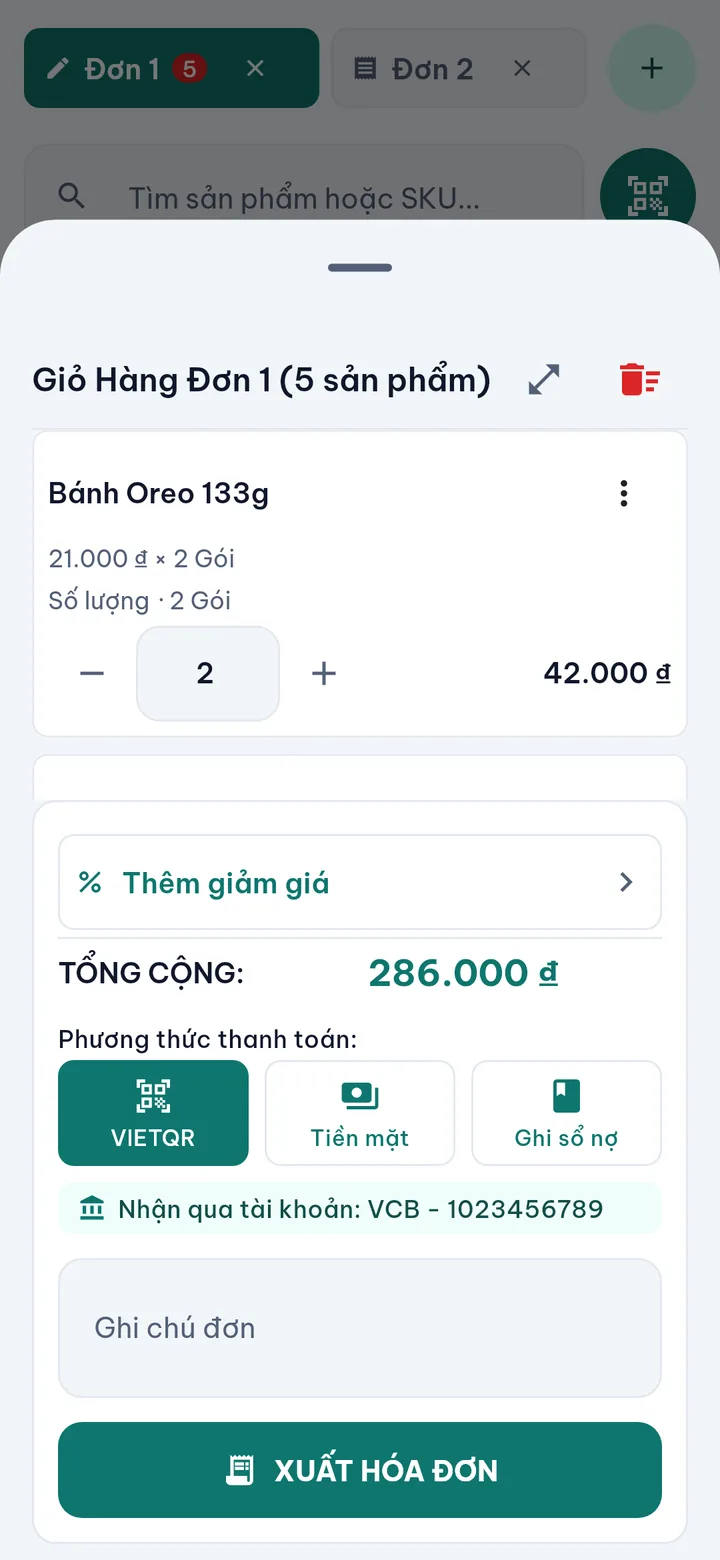 Đơn 1 5
Đơn 2
Tìm sản phẩm hoặc SKU...
Giỏ Hàng Đơn 1 (5 sản phẩm)
Bánh Oreo 133g
21.000 ₫ × 2 Gói
Số lượng · 2 Gói
2
42.000 ₫
Thêm giảm giá
TỔNG CỘNG: 286.000 ₫
Phương thức thanh toán:
VIETQR
Tiền mặt
Ghi sổ nợ
Nhận qua tài khoản: VCB - 1023456789
Ghi chú đơn
XUẤT HÓA ĐƠN